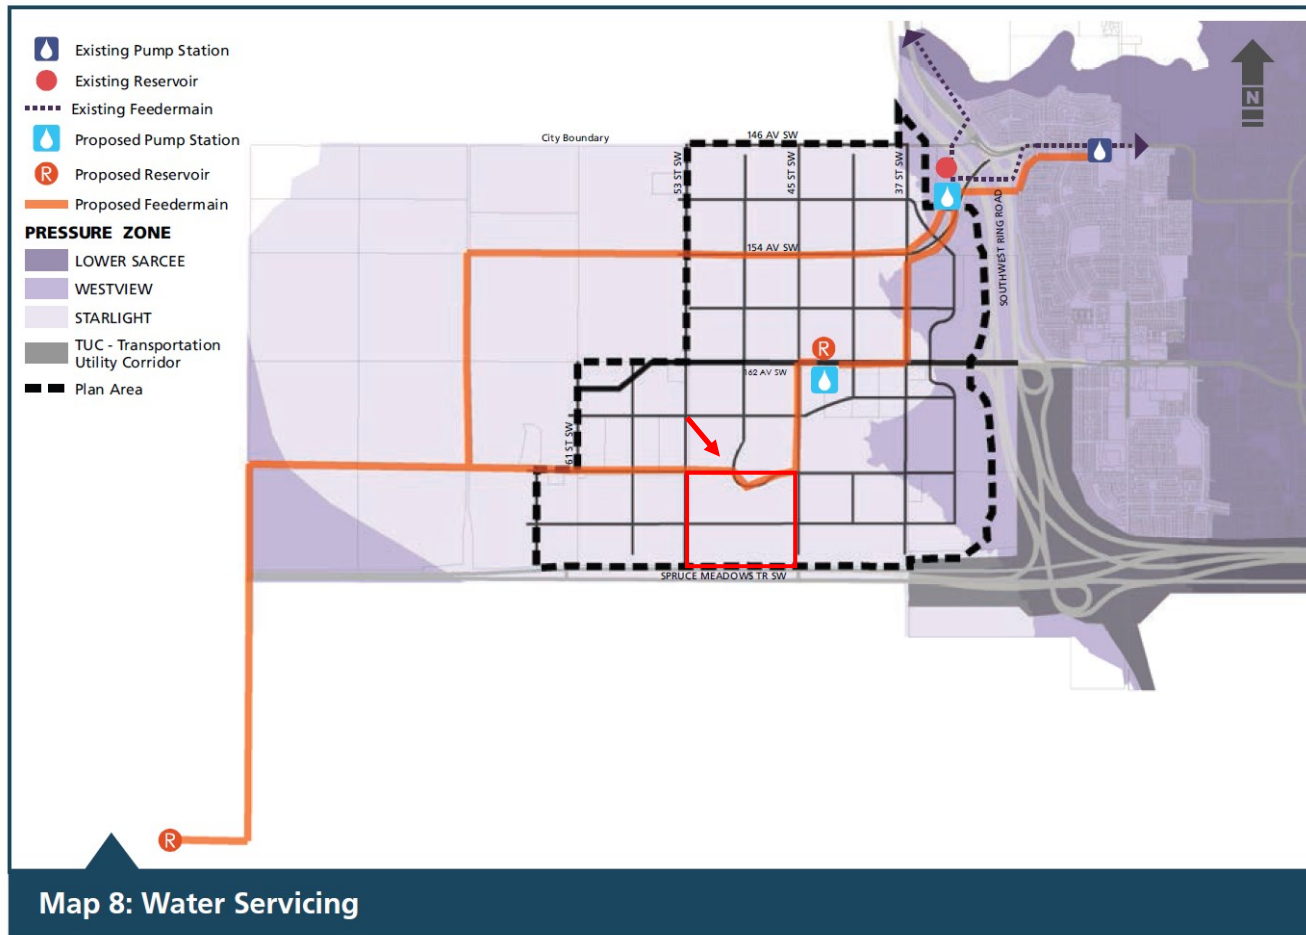 Existing Pump Station
Existing Reservoir
Existing Feedermain
Proposed Pump Station
R
Proposed Reservoir
Proposed Feedermain
PRESSURE ZONE
LOWER SARCEE
WESTVIEW
STARLIGHT
TUC - Transportation
Utility Corridor
Plan Area
N
City Boundary
146 AV SW
53 ST SW
45 ST SW
37 ST SW
SOUTHWEST RING ROAD
154 AV SW
R
162 AV SW
61 ST SW
SPRUCE MEADOWS TR SW
R
Map 8: Water Servicing